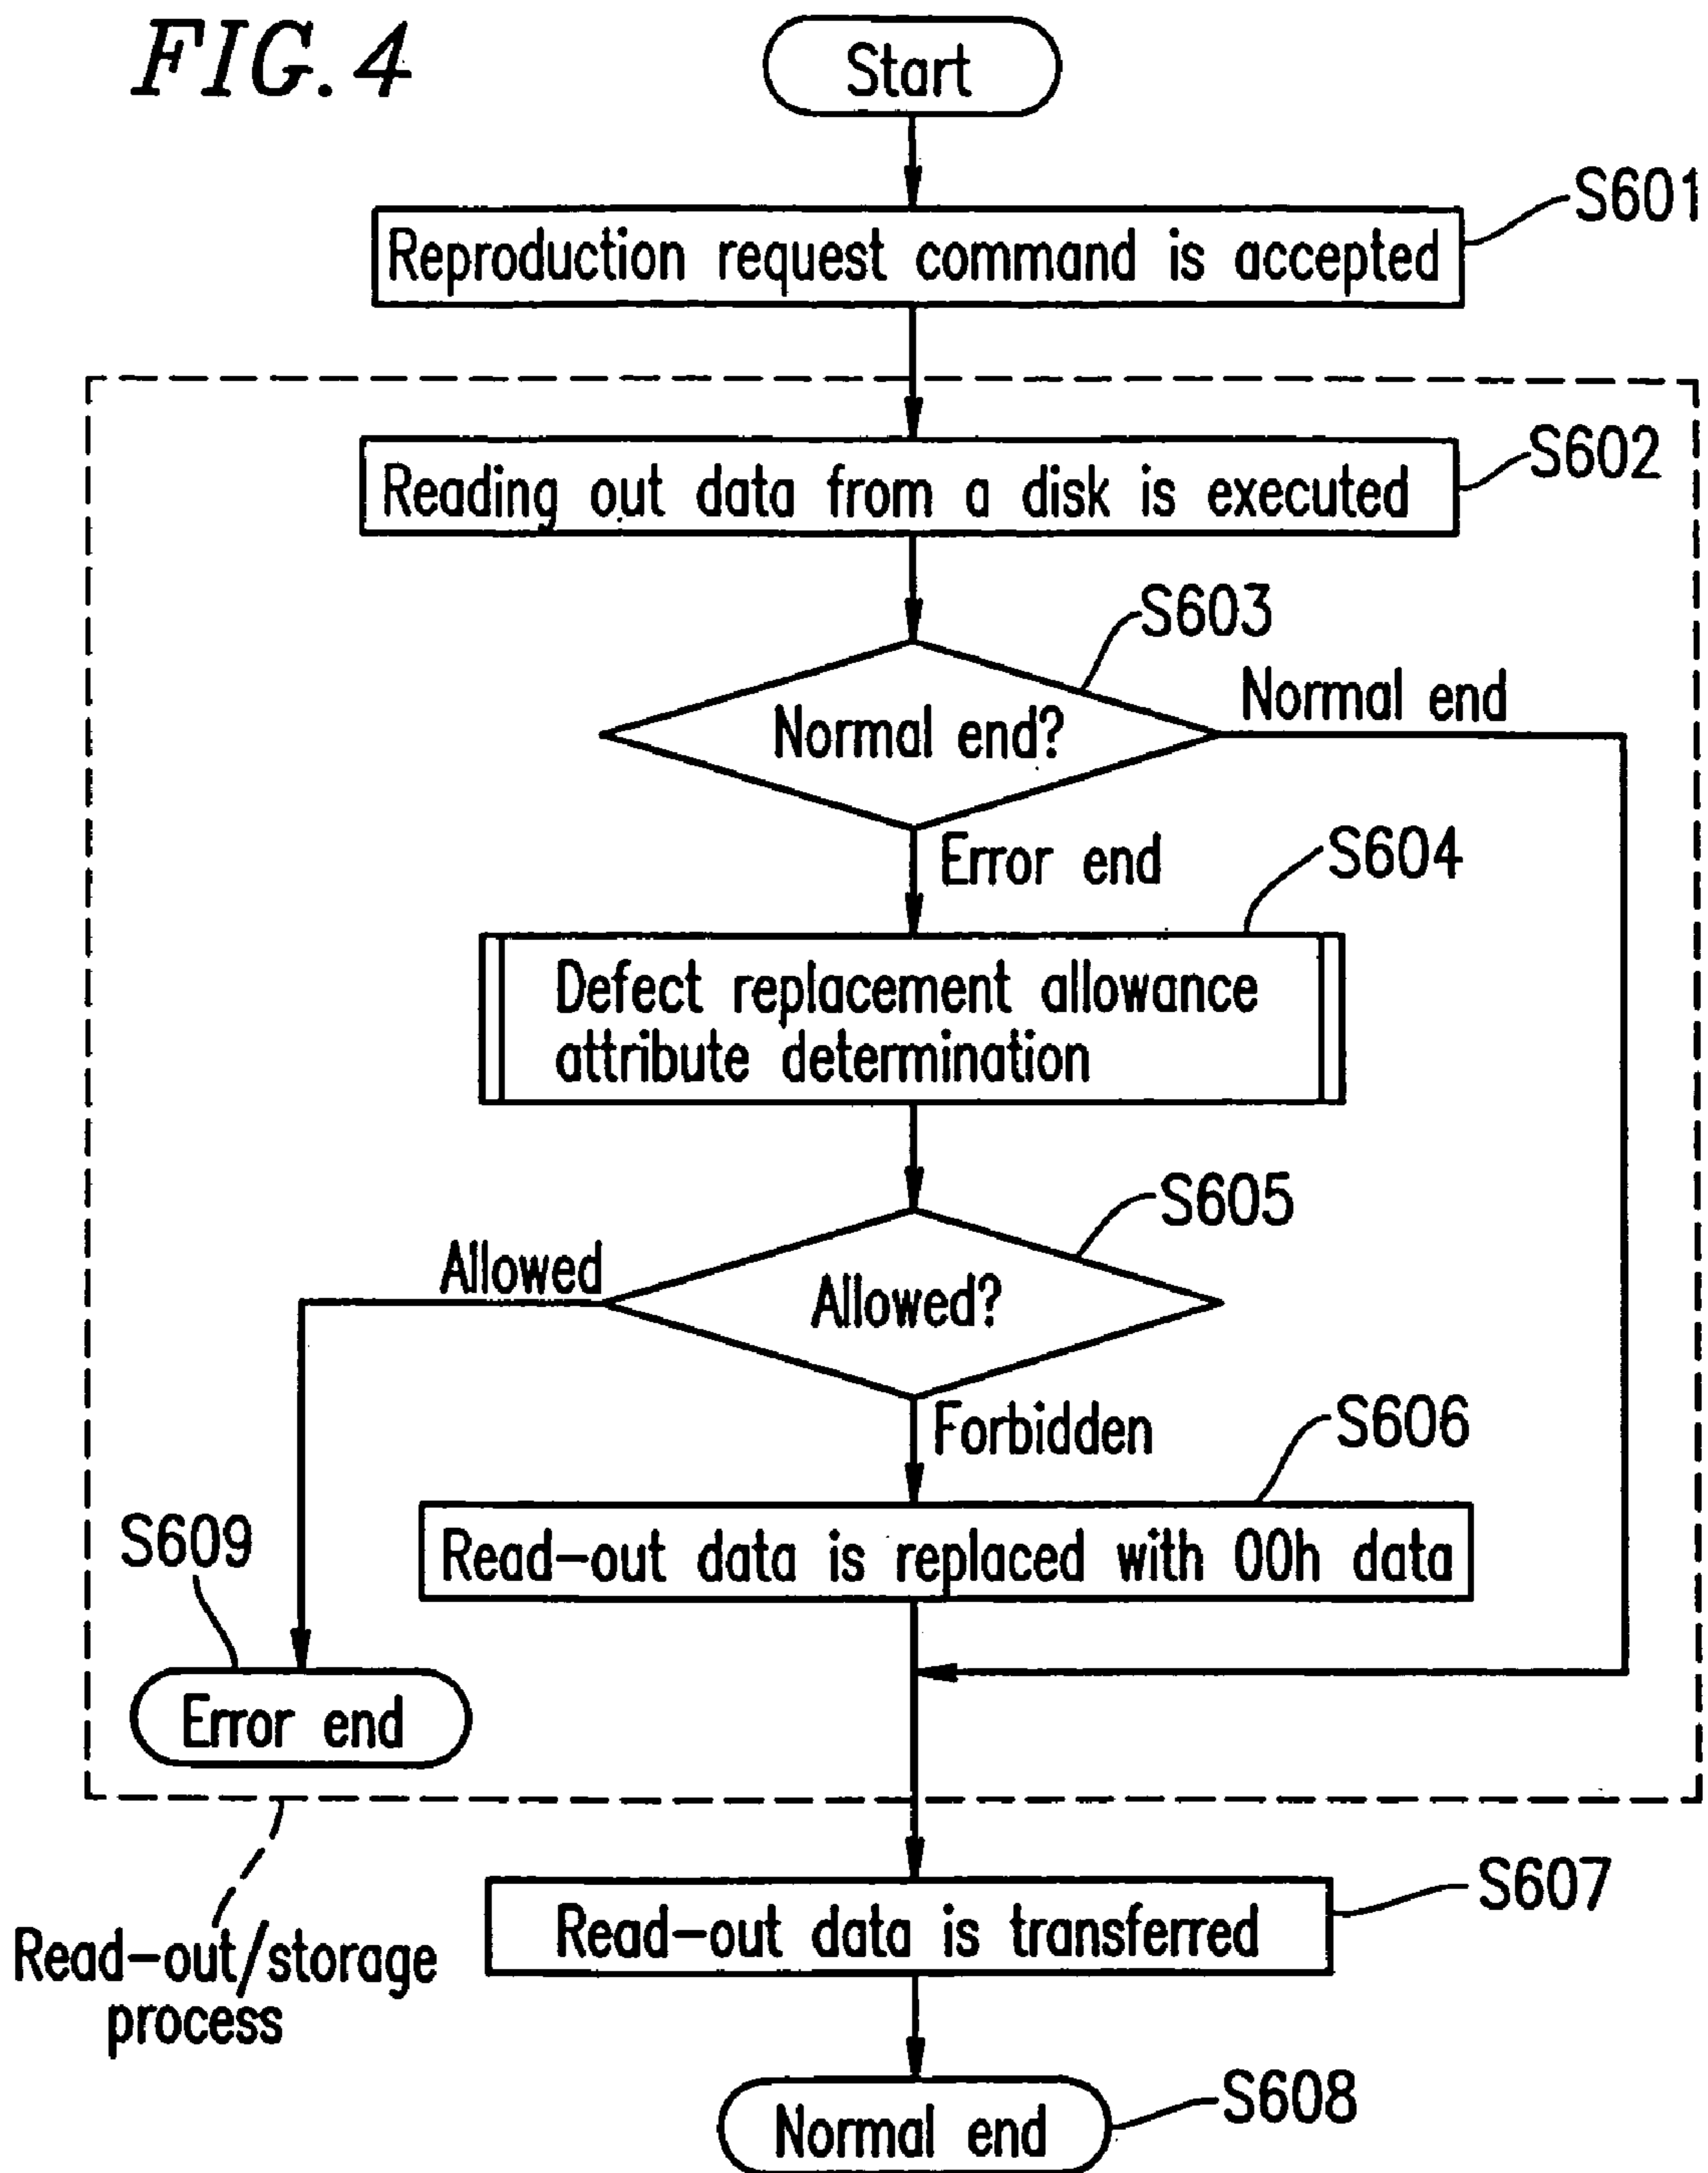 FIG. 4
Start
S601
Reproduction request command is accepted
S602
Reading out data from a disk is executed
S603
Normal end?
Normal end
Error end
S604
Defect replacement allowance
attribute determination
S605
Allowed
Allowed?
Forbidden
S606
Read-out data is replaced with 00h data
S609
Error end
Read-out/storage
process
S607
Read-out data is transferred
S608
Normal end